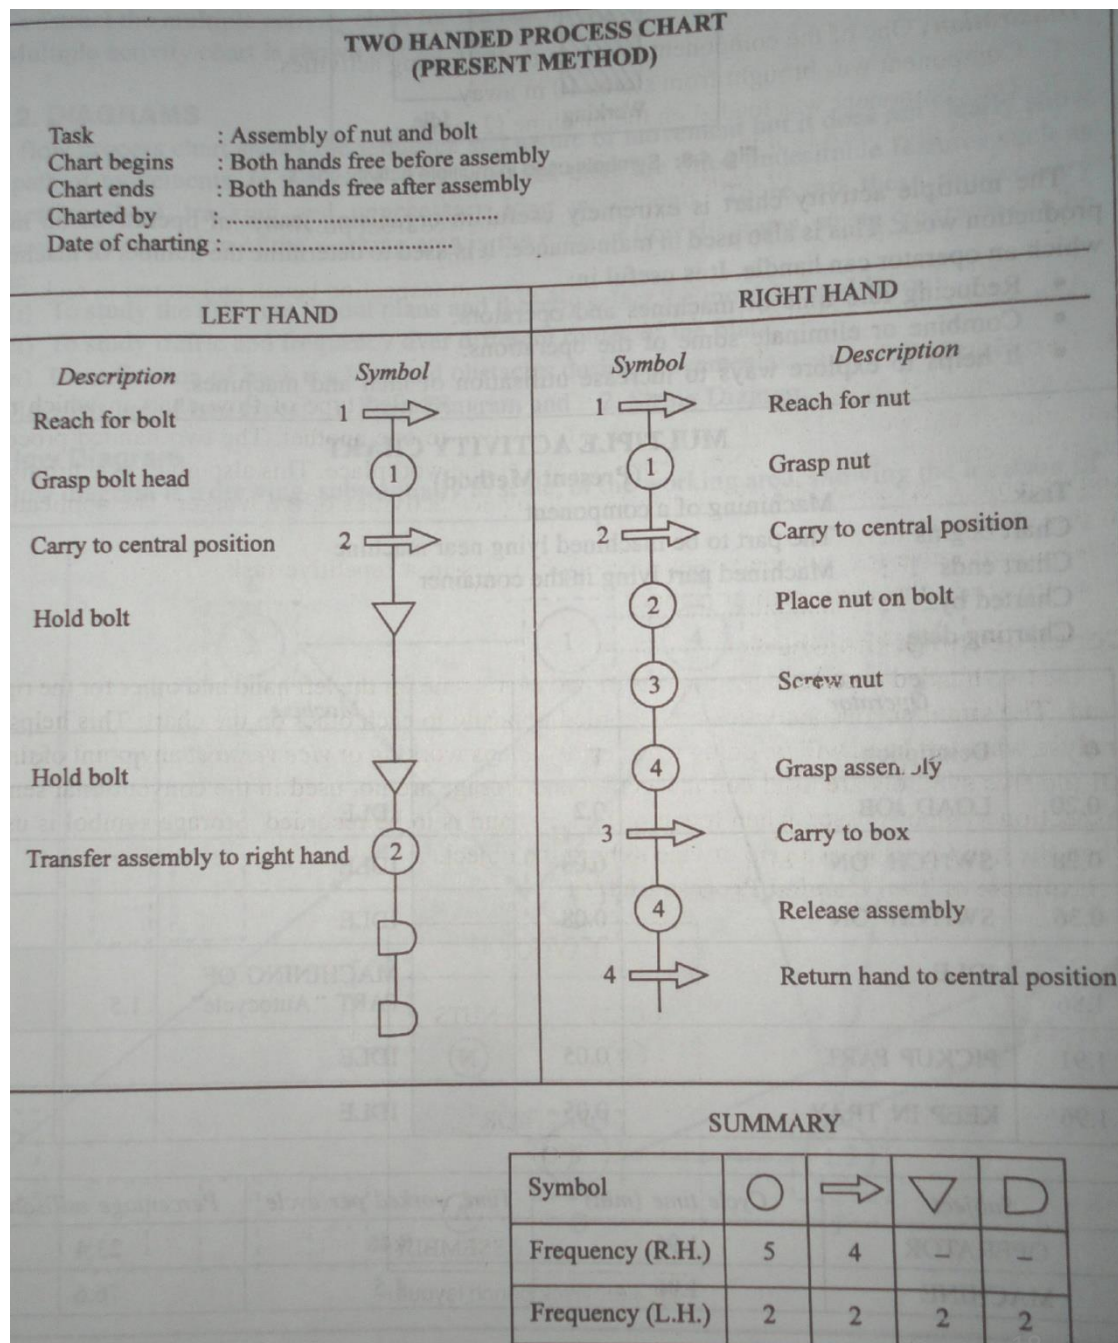 TWO HANDED PROCESS CHART
(PRESENT METHOD)
Task : Assembly of nut and bolt
Chart begins : Both hands free before assembly
Chart ends : Both hands free after assembly
Charted by : ................................................
Date of charting : ........................................
LEFT HAND
Description Symbol
Reach for bolt 1
Grasp bolt head 1
Carry to central position 2
Hold bolt
Hold bolt
Transfer assembly to right hand 2
RIGHT HAND
Symbol Description
1 Reach for nut
1 Grasp nut
2 Carry to central position
2 Place nut on bolt
3 Screw nut
4 Grasp assembly
3 Carry to box
4 Release assembly
4 Return hand to central position
SUMMARY
Symbol
Frequency (R.H.) 5 4 – –
Frequency (L.H.) 2 2 2 2